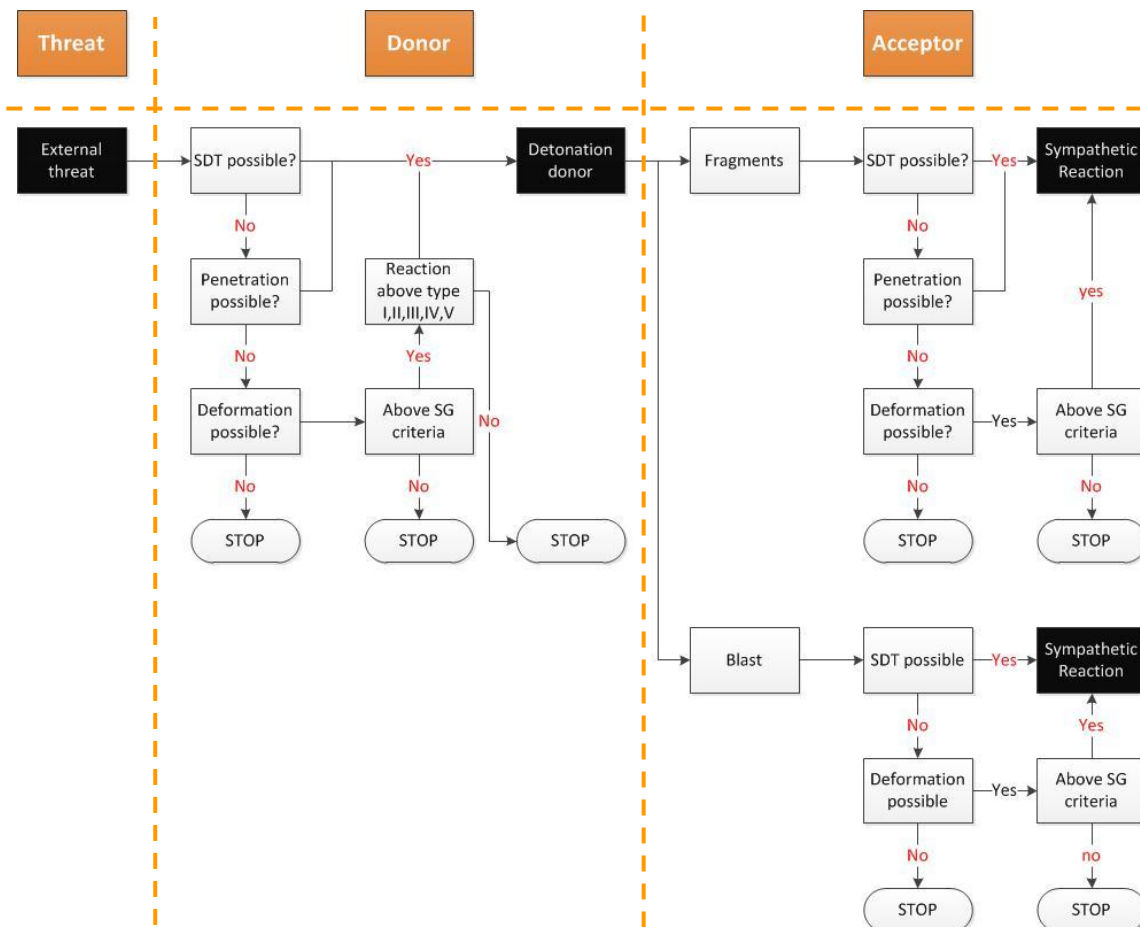 Threat
Donor
Acceptor
External
threat
SDT possible?
Yes
Detonation
donor
Fragments
SDT possible?
Yes
Sympathetic
Reaction
No
No
Penetration
possible?
Reaction
above type
I,II,III,IV,V
Penetration
possible?
yes
No
Yes
No
Deformation
possible?
Above SG
criteria
No
Deformation
possible?
Yes
Above SG
criteria
No
No
No
No
STOP
STOP
STOP
STOP
STOP
Blast
SDT possible
Yes
Sympathetic
Reaction
No
Yes
Deformation
possible
Yes
Above SG
criteria
No
no
STOP
STOP